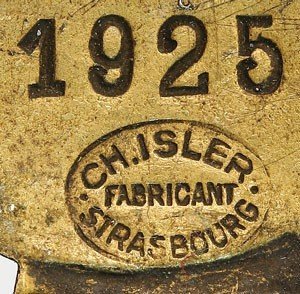 1925
CH. ISLER
FABRICANT
· STRASBOURG ·